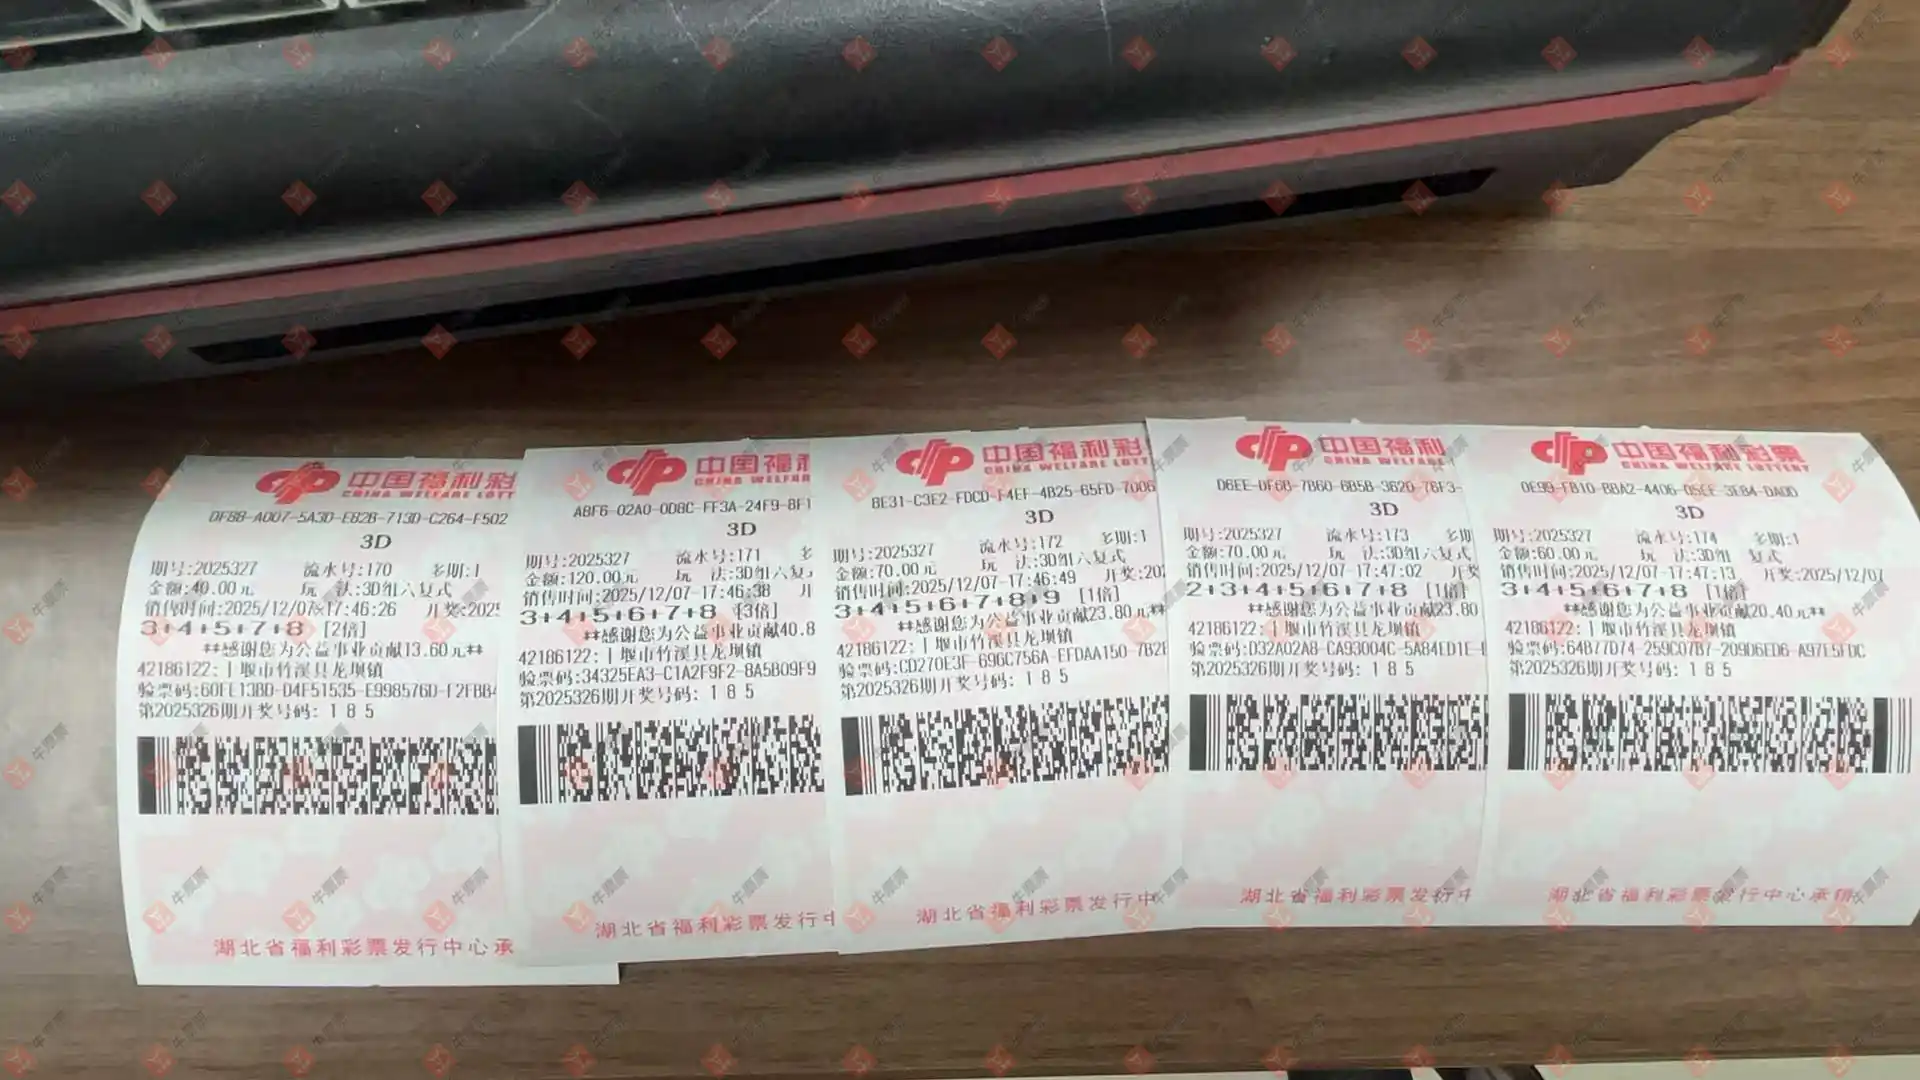 中国福利彩
CHINA WELFARE LOTT
DF8B-A007-5A3D-E82B-713D-C264-F502
3D
期号:2025327 流水号:170 多期:1
金额:40.00元 玩 法:3D组六复式
销售时间:2025/12/07-17:46:26 开奖:2025
3+4+5+7+8 [2倍]
**感谢您为公益事业贡献13.60元**
42186122: 堰市竹溪县龙坝镇
验票码:60FE13BD-D4F51535-E998576D-F2FBB4
第2025326期开奖号码: 1 8 5
湖北省福利彩票发行中心承
中国福利
CHINA WELFAR
A8F6-02A0-0D8C-FF3A-24F9-8F1
3D
期号:2025327 流水号:171 多
金额:120.00元 玩 法:3D组六复式
销售时间:2025/12/07-17:46:38 开
3+4+5+6+7+8 [3倍]
**感谢您为公益事业贡献40.8
42186122: 堰市竹溪县龙坝镇
验票码:34325EA3-C1A2F9F2-8A5B09F9
第2025326期开奖号码: 1 8 5
湖北省福利彩票发行中
中国福利彩
CHINA WELFARE LOTT
8E31-C3E2-FDCD-F4EF-4B25-65FD-7006
3D
期号:2025327 流水号:172 多期:1
金额:70.00元 玩 法:3D组六复式
销售时间:2025/12/07-17:46:49 开奖:202
3+4+5+6+7+8+9 [1倍]
**感谢您为公益事业贡献23.80元**
42186122: 堰市竹溪县龙坝镇
验票码:CD270E3F-696C756A-EFDAA150-7B2F
第2025326期开奖号码: 1 8 5
湖北省福利彩票发行中
中国福利
CHINA WELFARE L
D6EE-DF6B-7B60-6B5B-3620-76F3-
3D
期号:2025327 流水号:173 多期
金额:70.00元 玩 法:3D组六复式
销售时间:2025/12/07-17:47:02 开奖
2+3+4+5+6+7+8 [1倍]
**感谢您为公益事业贡献23.80
42186122: 堰市竹溪县龙坝镇
验票码:D32A02A8-CA93004C-5A84ED1E-
第2025326期开奖号码: 1 8 5
湖北省福利彩票发行中
中国福利彩票
CHINA WELFARE LOTTERY
0E99-FB10-BBA2-4406-05EE-3E84-DA0D
3D
期号:2025327 流水号:174 多期:1
金额:60.00元 玩 法:3D组 复式
销售时间:2025/12/07-17:47:13 开奖:2025/12/07
3+4+5+6+7+8 [1倍]
**感谢您为公益事业贡献20.40元**
42186122: 堰市竹溪县龙坝镇
验票码:64B77D74-259C07B7-209D6ED6-A97E5FDC
第2025326期开奖号码: 1 8 5
湖北省福利彩票发行中心承销